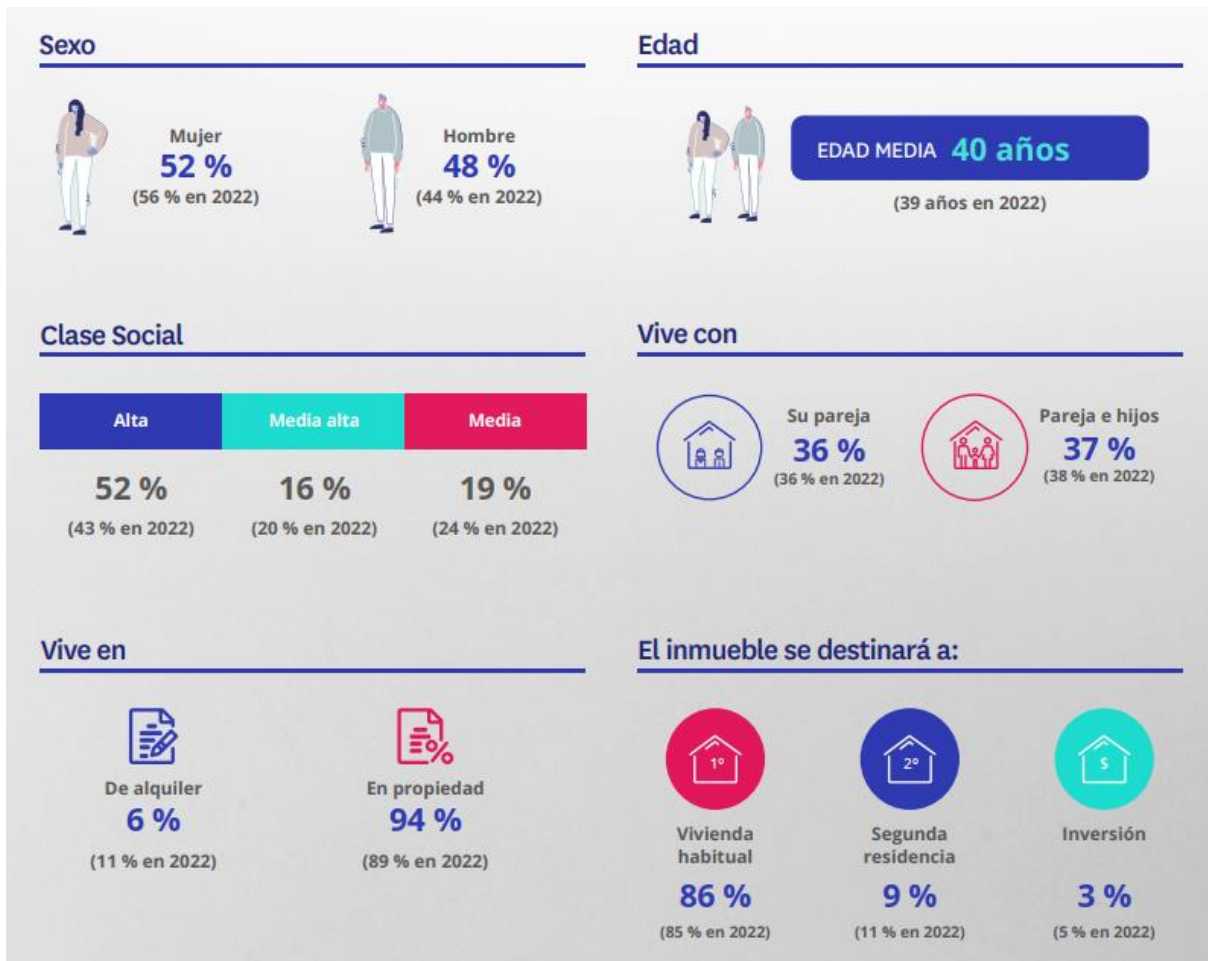 Sexo
Mujer
52 %
(56 % en 2022)
Hombre
48 %
(44 % en 2022)
Edad
EDAD MEDIA 40 años
(39 años en 2022)
Clase Social
Alta
Media alta
Media
52 %
16 %
19 %
(43 % en 2022)
(20 % en 2022)
(24 % en 2022)
Vive con
Su pareja
36 %
(36 % en 2022)
Pareja e hijos
37 %
(38 % en 2022)
Vive en
De alquiler
6 %
(11 % en 2022)
En propiedad
94 %
(89 % en 2022)
El inmueble se destinará a:
1º
Vivienda
habitual
86 %
(85 % en 2022)
2º
Segunda
residencia
9 %
(11 % en 2022)
$
Inversión
3 %
(5 % en 2022)